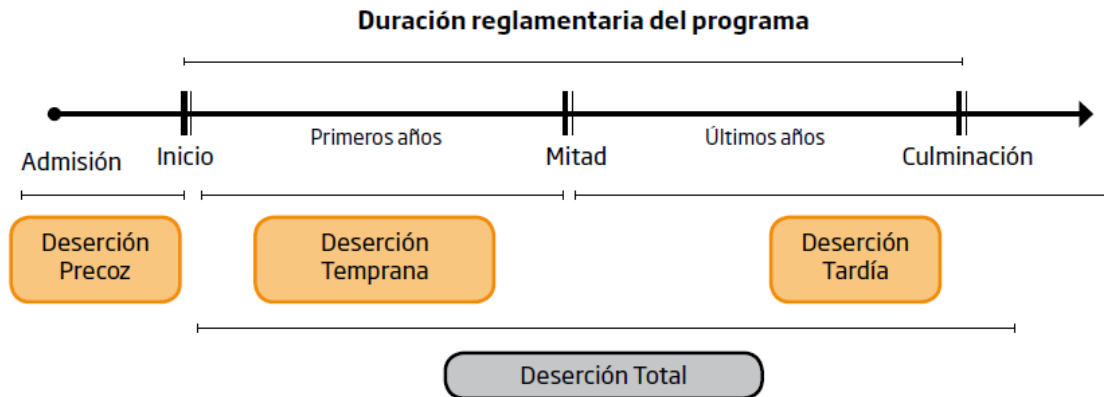 Duración reglamentaria del programa
Primeros años
Últimos años
Admisión
Inicio
Mitad
Culminación
Deserción
Precoz
Deserción
Temprana
Deserción
Tardía
Deserción Total